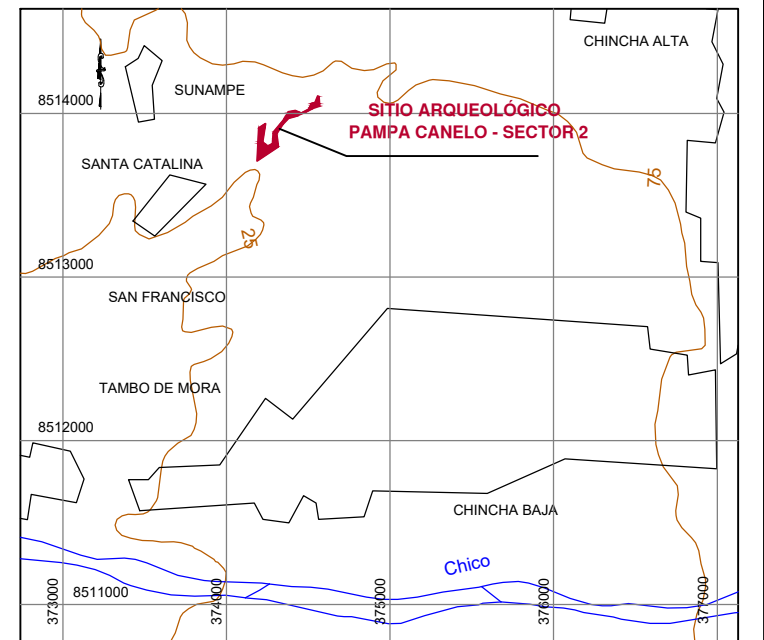 CHINCHA ALTA
SUNAMPE
8514000
SITIO ARQUEOLÓGICO
PAMPA CANELO - SECTOR 2
SANTA CATALINA
75
25
8513000
SAN FRANCISCO
TAMBO DE MORA
8512000
CHINCHA BAJA
Chico
8511000
373000
374000
375000
376000
377000